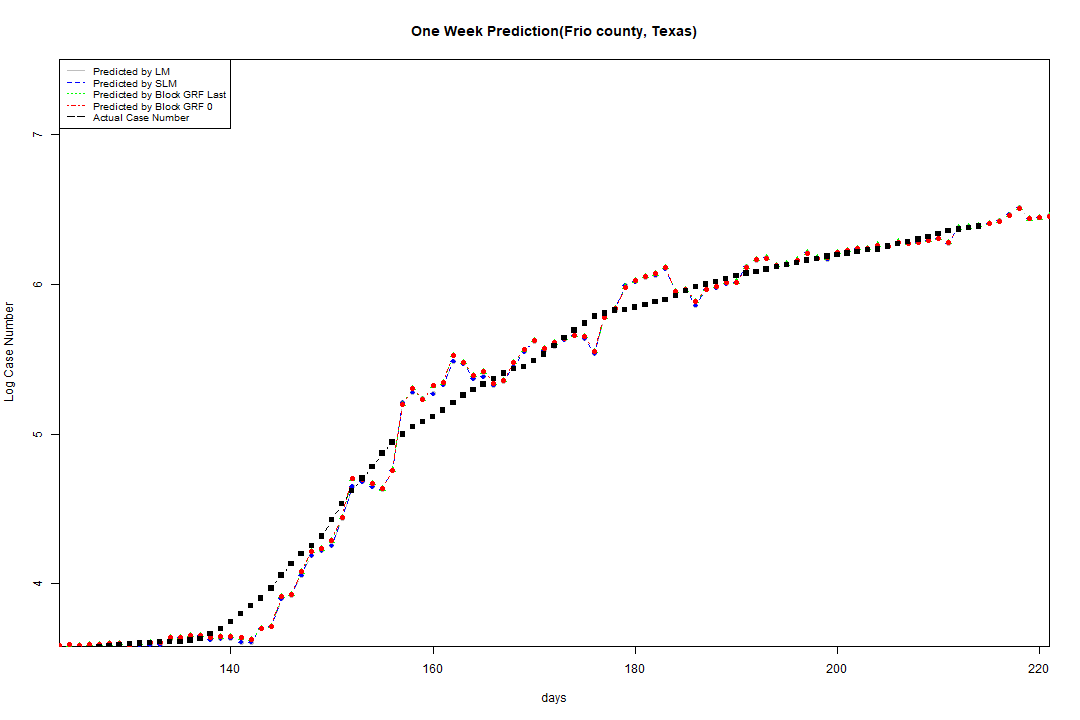 One Week Prediction(Frio county, Texas)
Predicted by LM
Predicted by SLM
Predicted by Block GRF Last
Predicted by Block GRF 0
Actual Case Number
7
6
5
4
Log Case Number
140 160 180 200 220
days